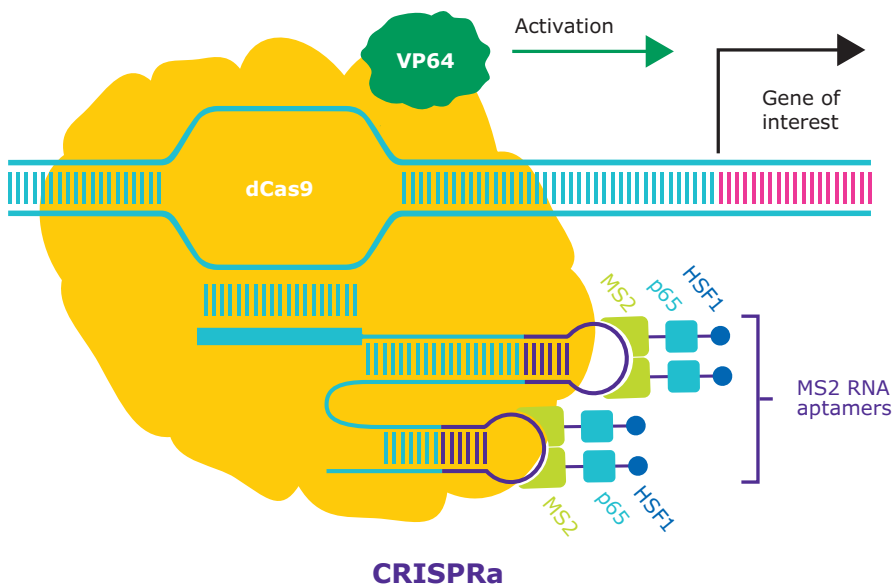 Activation
VP64
Gene of
interest
dCas9
MS2
p65
HSF1
MS2 RNA
aptamers
MS2
p65
HSF1
CRISPRa